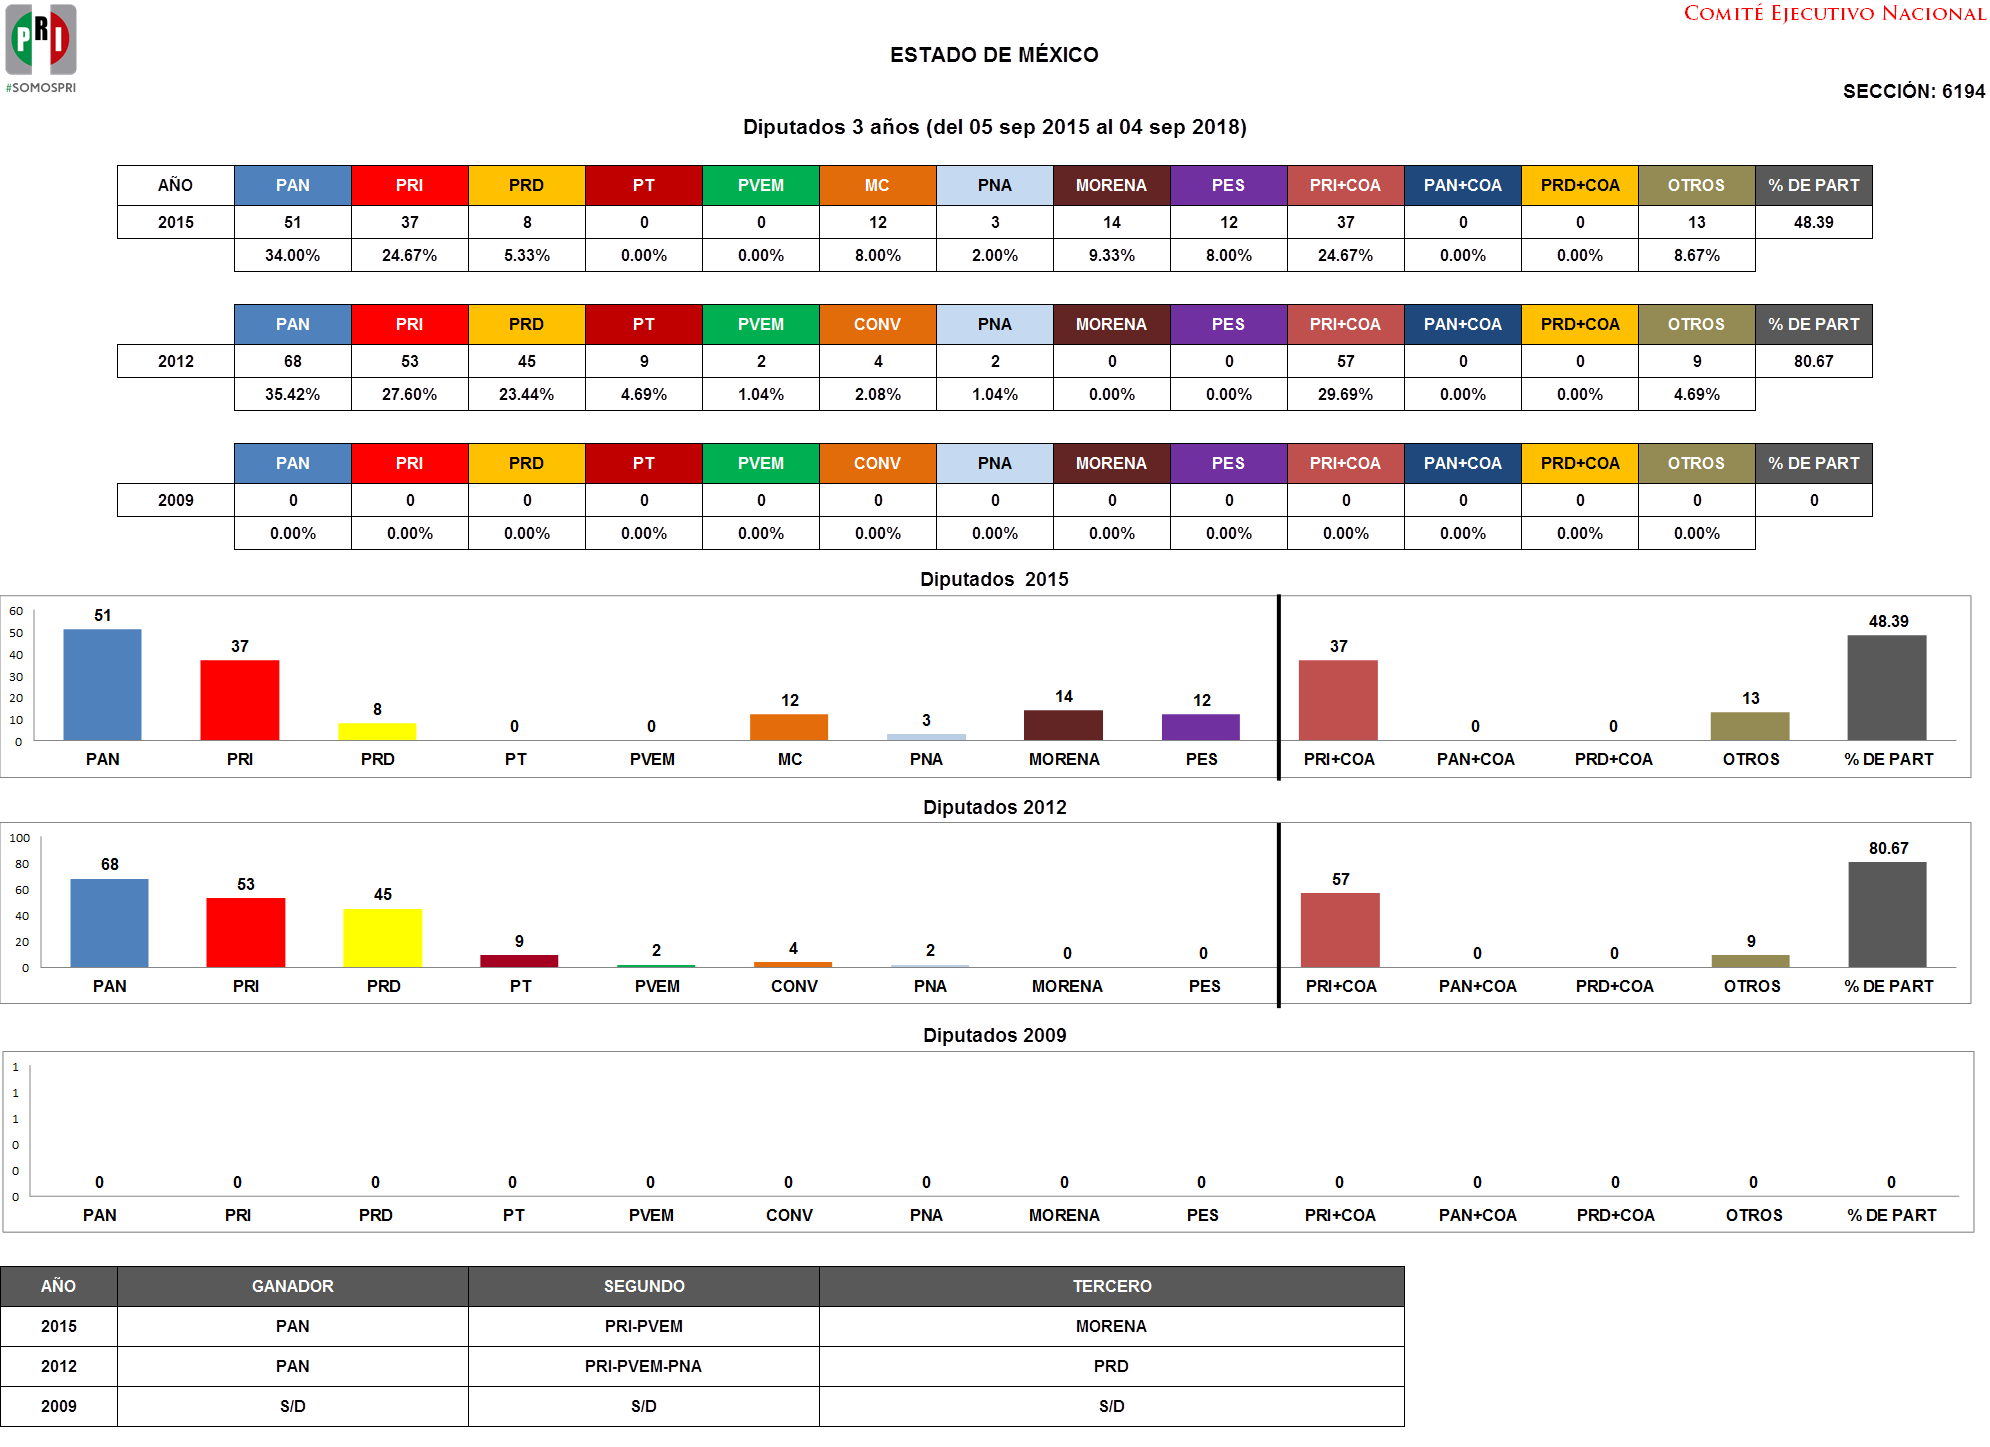 PRI
#SOMOSPRI
COMITÉ EJECUTIVO NACIONAL
ESTADO DE MÉXICO
SECCIÓN: 6194
Diputados 3 años (del 05 sep 2015 al 04 sep 2018)
AÑO PAN PRI PRD PT PVEM MC PNA MORENA PES PRI+COA PAN+COA PRD+COA OTROS % DE PART
2015 51 37 8 0 0 12 3 14 12 37 0 0 13 48.39
34.00% 24.67% 5.33% 0.00% 0.00% 8.00% 2.00% 9.33% 8.00% 24.67% 0.00% 0.00% 8.67%
PAN PRI PRD PT PVEM CONV PNA MORENA PES PRI+COA PAN+COA PRD+COA OTROS % DE PART
2012 68 53 45 9 2 4 2 0 0 57 0 0 9 80.67
35.42% 27.60% 23.44% 4.69% 1.04% 2.08% 1.04% 0.00% 0.00% 29.69% 0.00% 0.00% 4.69%
PAN PRI PRD PT PVEM CONV PNA MORENA PES PRI+COA PAN+COA PRD+COA OTROS % DE PART
2009 0 0 0 0 0 0 0 0 0 0 0 0 0 0
0.00% 0.00% 0.00% 0.00% 0.00% 0.00% 0.00% 0.00% 0.00% 0.00% 0.00% 0.00% 0.00%
Diputados 2015
60
50
40
30
20
10
0
51 37 8 0 0 12 3 14 12 37 0 0 13 48.39
PAN PRI PRD PT PVEM MC PNA MORENA PES PRI+COA PAN+COA PRD+COA OTROS % DE PART
Diputados 2012
100
80
60
40
20
0
68 53 45 9 2 4 2 0 0 57 0 0 9 80.67
PAN PRI PRD PT PVEM CONV PNA MORENA PES PRI+COA PAN+COA PRD+COA OTROS % DE PART
Diputados 2009
1
1
1
0
0
0
0 0 0 0 0 0 0 0 0 0 0 0 0 0
PAN PRI PRD PT PVEM CONV PNA MORENA PES PRI+COA PAN+COA PRD+COA OTROS % DE PART
AÑO GANADOR SEGUNDO TERCERO
2015 PAN PRI-PVEM MORENA
2012 PAN PRI-PVEM-PNA PRD
2009 S/D S/D S/D